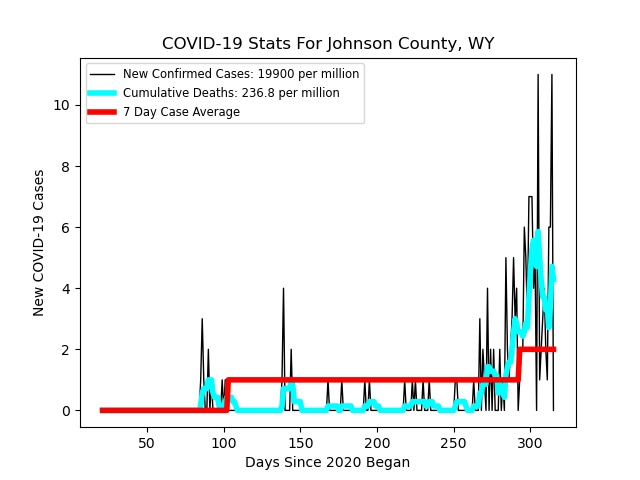 COVID-19 Stats For Johnson County, WY
New Confirmed Cases: 19900 per million
Cumulative Deaths: 236.8 per million
7 Day Case Average
New COVID-19 Cases
10
8
6
4
2
0
50 100 150 200 250 300
Days Since 2020 Began